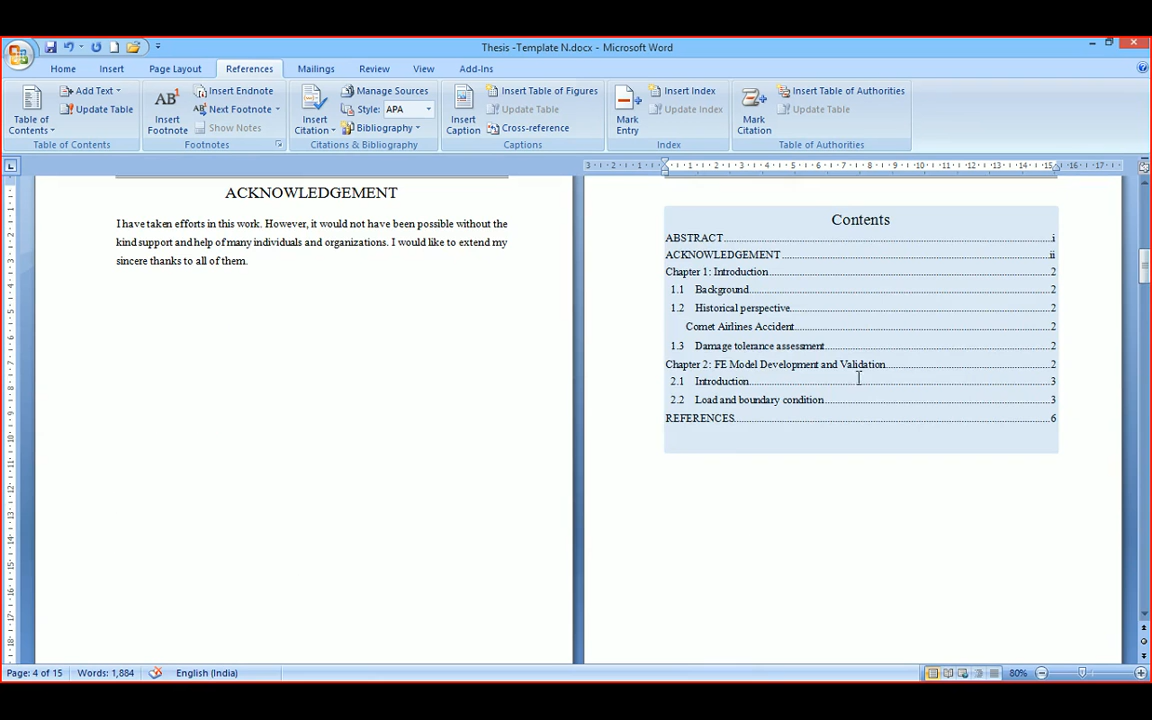 Thesis -Template N.docx - Microsoft Word
Home Insert Page Layout References Mailings Review View Add-Ins
Table of Contents
Add Text
Update Table
Table of Contents
AB1
Insert Footnote
Insert Endnote
Next Footnote
Show Notes
Footnotes
Insert Citation
Manage Sources
Style: APA
Bibliography
Citations & Bibliography
Insert Caption
Insert Table of Figures
Update Table
Cross-reference
Captions
Mark Entry
Insert Index
Update Index
Index
Mark Citation
Insert Table of Authorities
Update Table
Table of Authorities
ACKNOWLEDGEMENT
I have taken efforts in this work. However, it would not have been possible without the
kind support and help of many individuals and organizations. I would like to extend my
sincere thanks to all of them.
Contents
ABSTRACT i
ACKNOWLEDGEMENT ii
Chapter 1: Introduction 2
1.1 Background 2
1.2 Historical perspective 2
Comet Airlines Accident 2
1.3 Damage tolerance assessment 2
Chapter 2: FE Model Development and Validation 2
2.1 Introduction 3
2.2 Load and boundary condition 3
REFERENCES 6
Page: 4 of 15 Words: 1,884 English (India) 80%